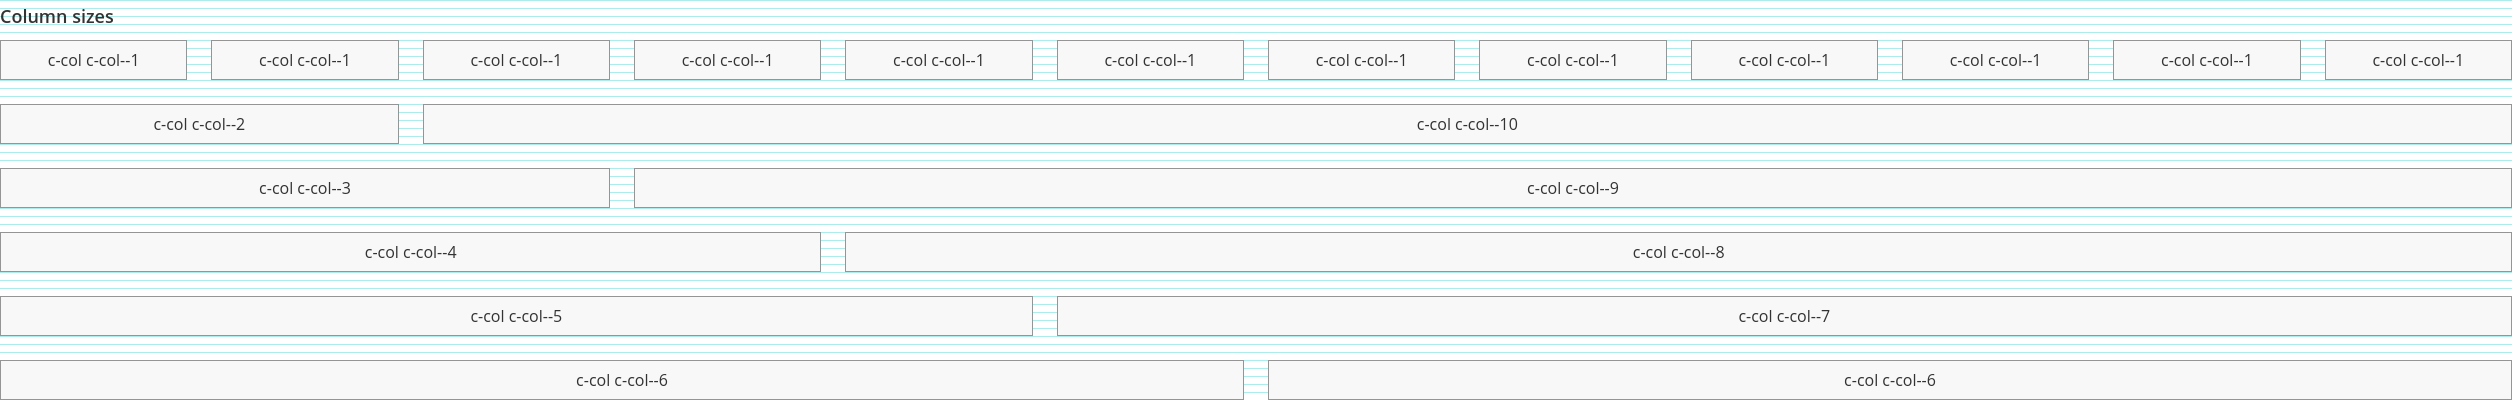 Column sizes
c-col c-col--1 c-col c-col--1 c-col c-col--1 c-col c-col--1 c-col c-col--1 c-col c-col--1 c-col c-col--1 c-col c-col--1 c-col c-col--1 c-col c-col--1 c-col c-col--1 c-col c-col--1
c-col c-col--2 c-col c-col--10
c-col c-col--3 c-col c-col--9
c-col c-col--4 c-col c-col--8
c-col c-col--5 c-col c-col--7
c-col c-col--6 c-col c-col--6